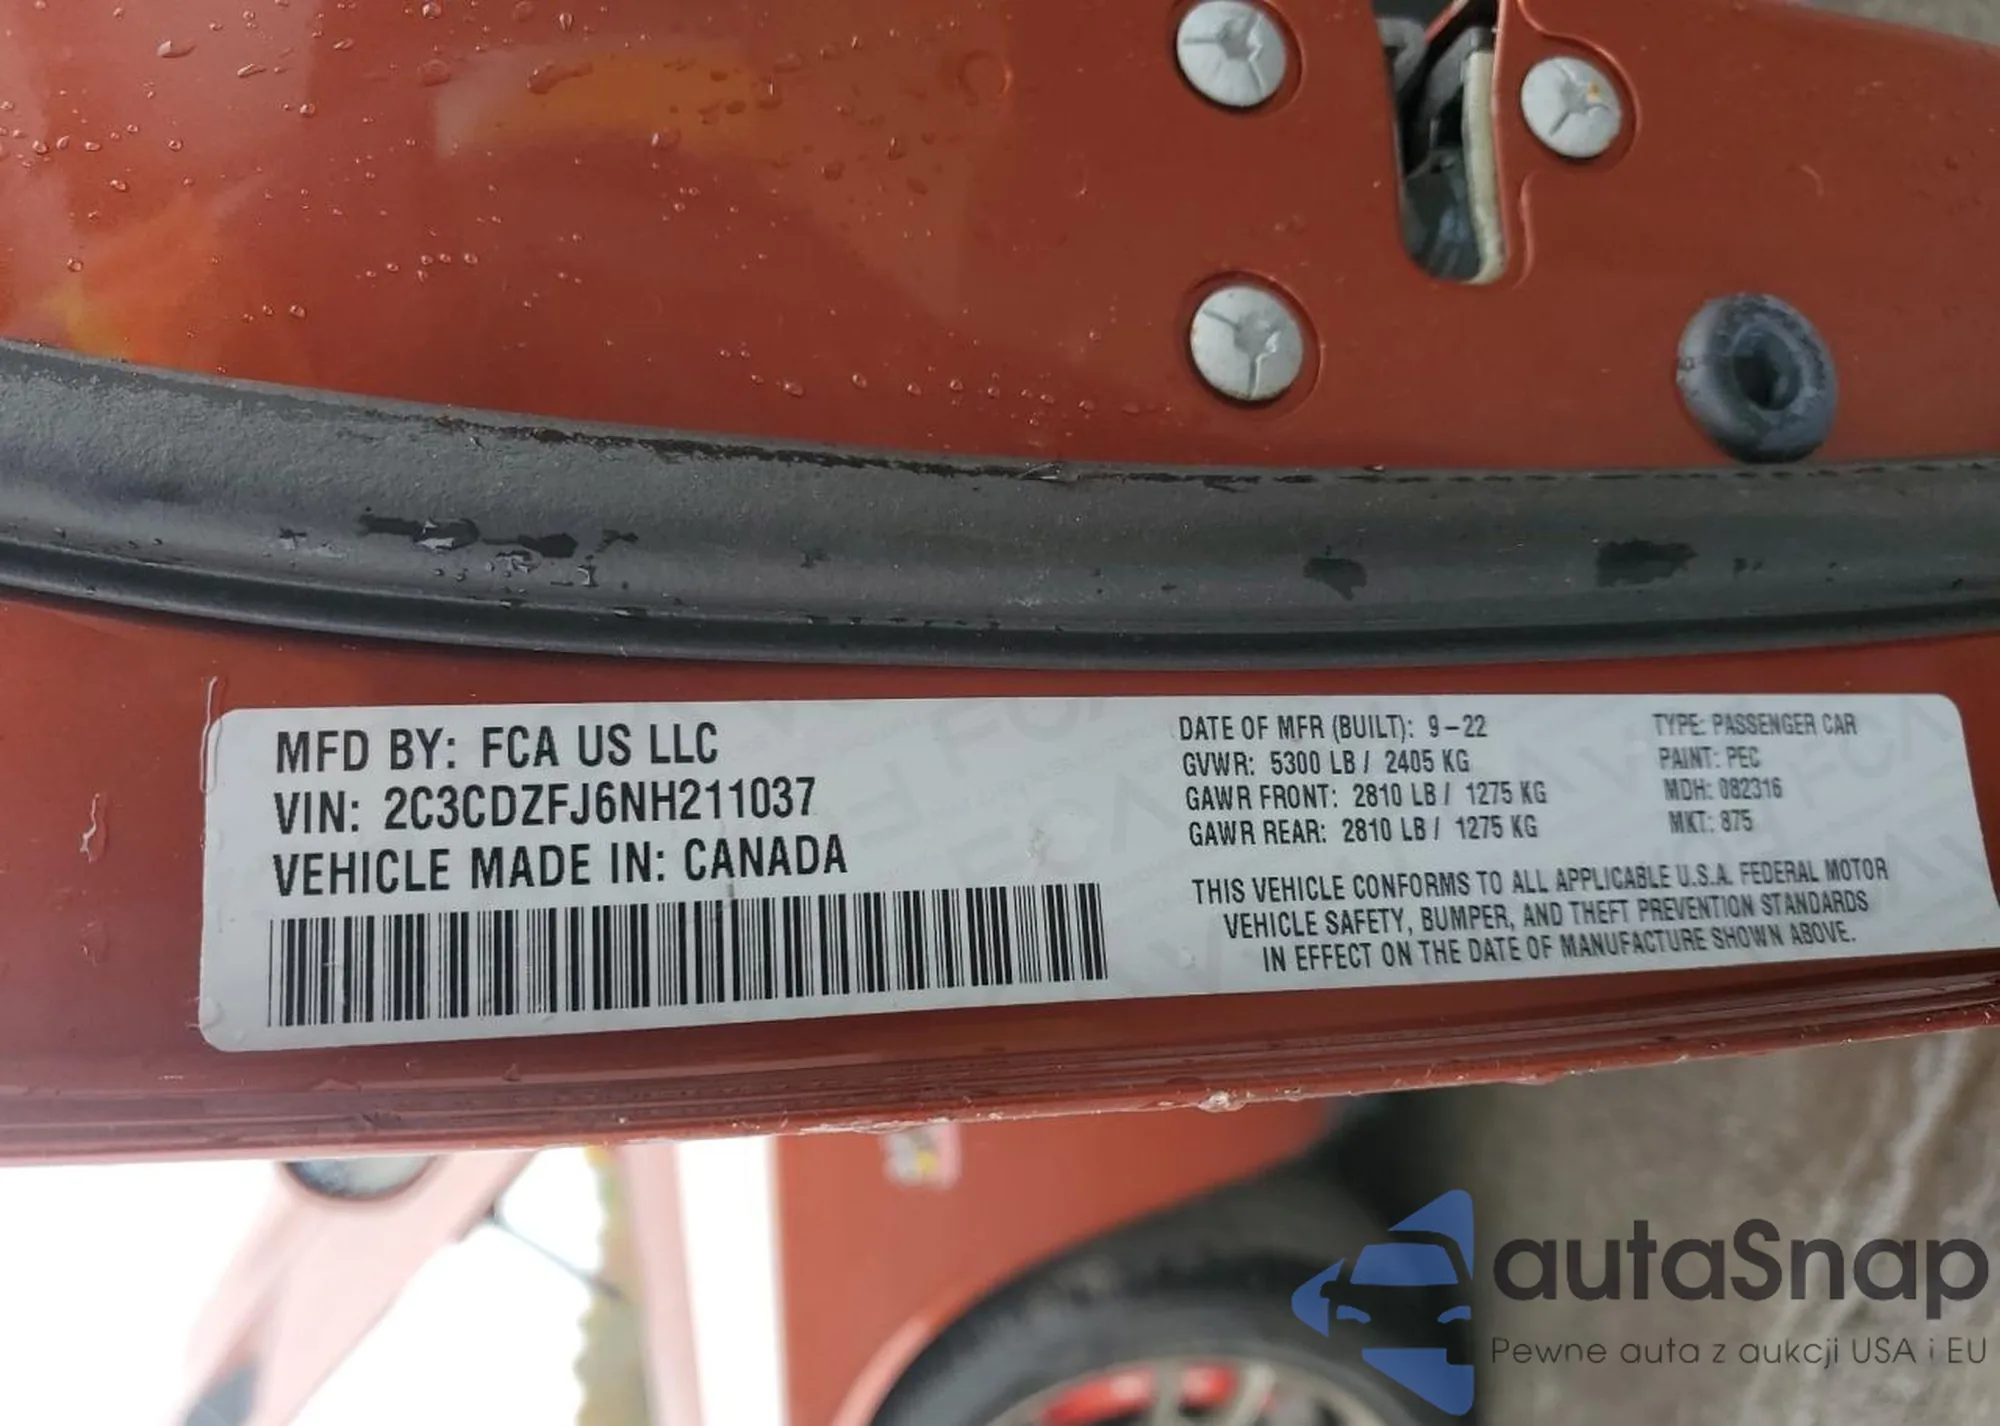 MFD BY: FCA US LLC
VIN: 2C3CDZFJ6NH211037
VEHICLE MADE IN: CANADA
DATE OF MFR (BUILT): 9-22
GVWR: 5300 LB / 2405 KG
GAWR FRONT: 2810 LB / 1275 KG
GAWR REAR: 2810 LB / 1275 KG
TYPE: PASSENGER CAR
PAINT: PEC
MDH: 082316
MKT: 875
THIS VEHICLE CONFORMS TO ALL APPLICABLE U.S.A. FEDERAL MOTOR
VEHICLE SAFETY, BUMPER, AND THEFT PREVENTION STANDARDS
IN EFFECT ON THE DATE OF MANUFACTURE SHOWN ABOVE.
autaSnap
Pewne auta z aukcji USA i EU